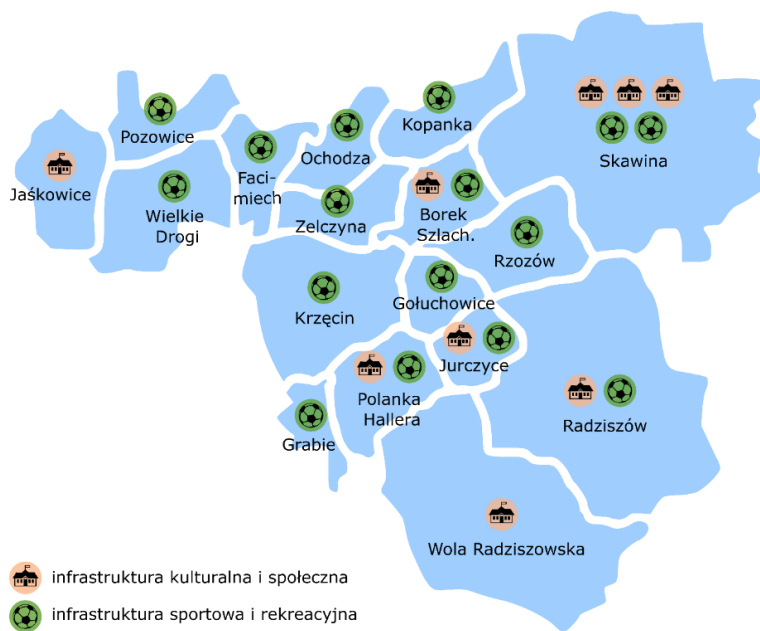 Kopanka
Pozowice
Ochodza
Skawina
Faci-
miech
Jaśkowice
Wielkie
Drogi
Zelczyna
Borek
Szlach.
Rzozów
Gołuchowice
Krzęcin
Jurczyce
Polanka
Hallera
Radziszów
Grabie
Wola Radziszowska
infrastruktura kulturalna i społeczna
infrastruktura sportowa i rekreacyjna